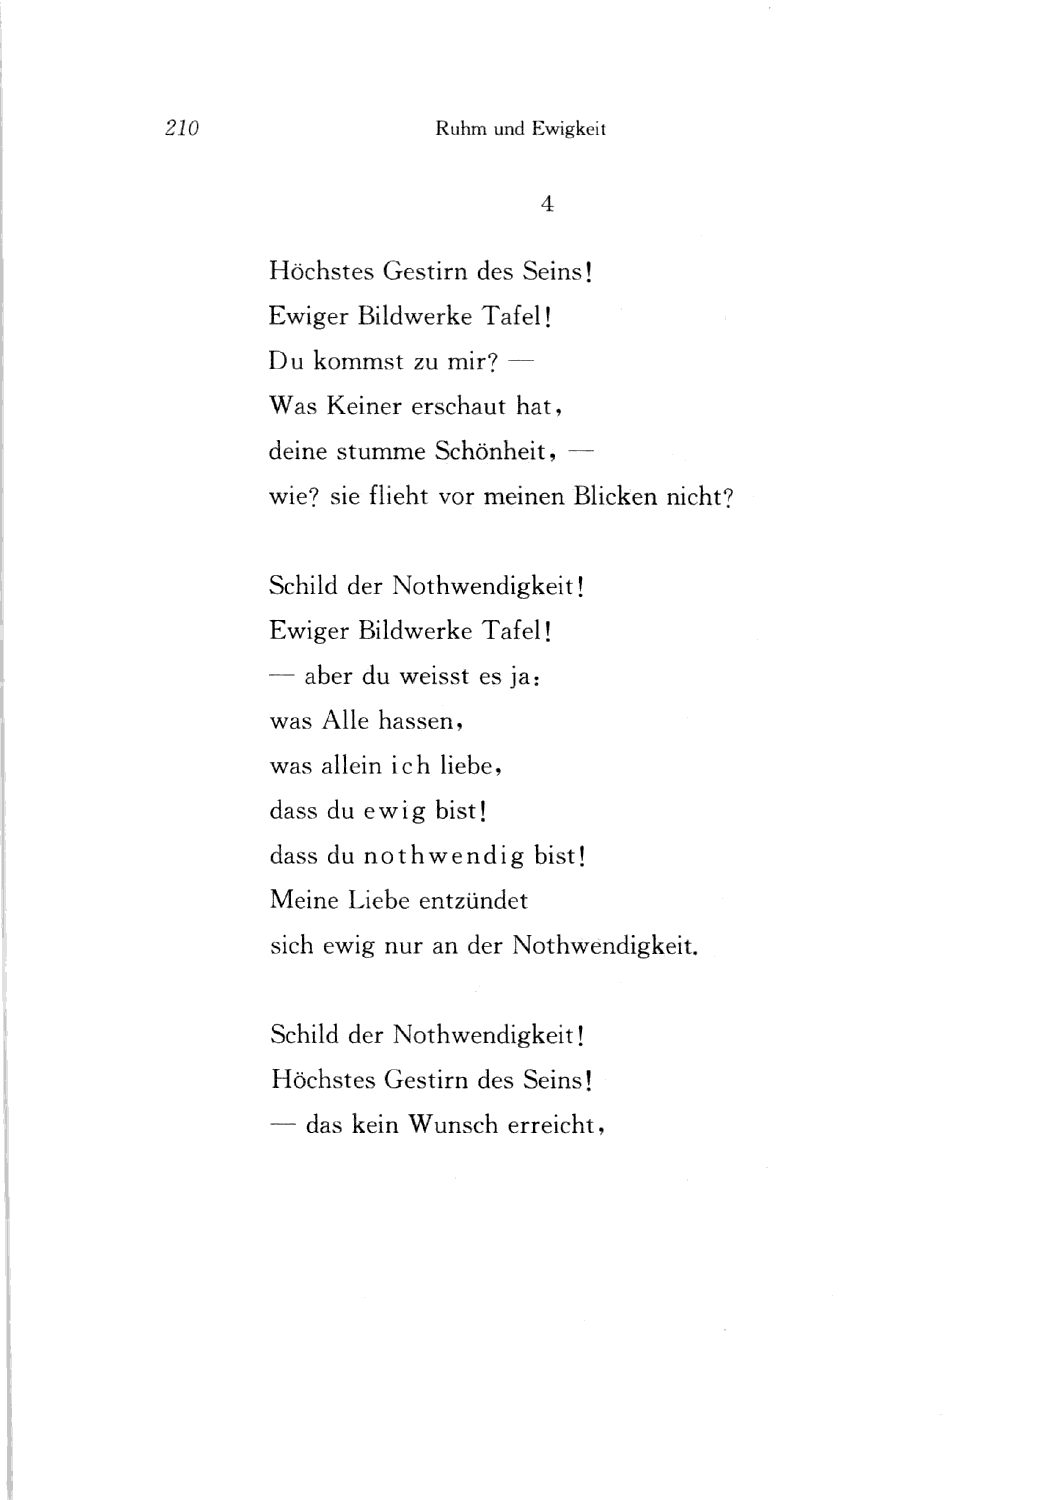 210 Ruhm und Ewigkeit
4
Höchstes Gestirn des Seins!
Ewiger Bildwerke Tafel!
Du kommst zu mir? —
Was Keiner erschaut hat,
deine stumme Schönheit, —
wie? sie flieht vor meinen Blicken nicht?
Schild der Nothwendigkeit!
Ewiger Bildwerke Tafel!
— aber du weisst es ja:
was Alle hassen,
was allein ich liebe,
dass du ewig bist!
dass du nothwendig bist!
Meine Liebe entzündet
sich ewig nur an der Nothwendigkeit.
Schild der Nothwendigkeit!
Höchstes Gestirn des Seins!
— das kein Wunsch erreicht,